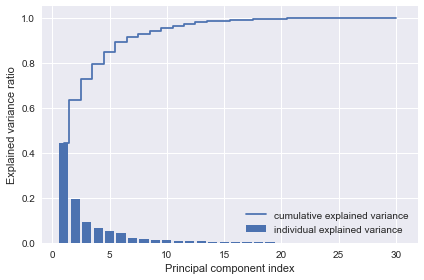 1.0
0.8
0.6
0.4
0.2
0.0
Explained variance ratio
cumulative explained variance
individual explained variance
0 5 10 15 20 25 30
Principal component index